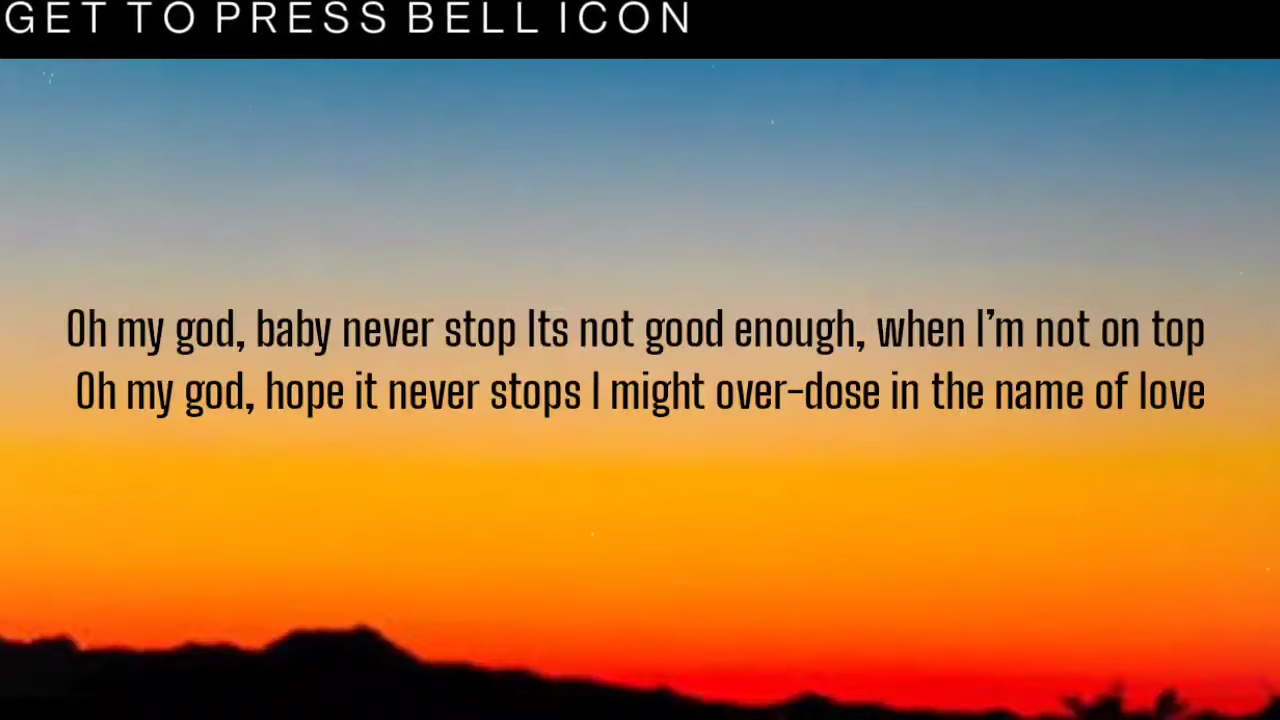 GET TO PRESS BELL ICON
Oh my god, baby never stop Its not good enough, when I’m not on top
Oh my god, hope it never stops I might over-dose in the name of love